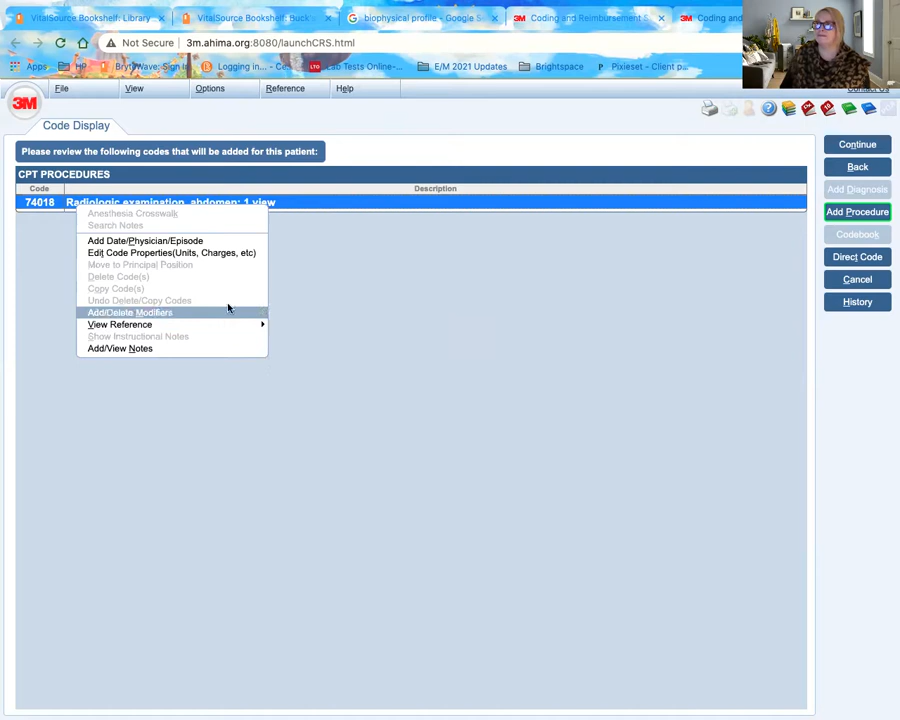 VitalSource Bookshelf: Library
VitalSource Bookshelf: Buck's
biophysical profile - Google S
Coding and Reimbursement S
Coding and
Not Secure
3m.ahima.org:8080/launchCRS.html
Apps
HP
BryteWave: Sign In
Logging in...
LTO
Lab Tests Online-...
E/M 2021 Updates
Brightspace
P
Pixieset - Client p...
3M
File
View
Options
Reference
Help
Contact Us
Code Display
Please review the following codes that will be added for this patient:
CPT PROCEDURES
Code
Description
74018
Radiologic examination, abdomen; 1 view
Anesthesia Crosswalk
Search Notes
Add Date/Physician/Episode
Edit Code Properties(Units, Charges, etc)
Move to Principal Position
Delete Code(s)
Copy Code(s)
Undo Delete/Copy Codes
Add/Delete Modifiers
View Reference
Show Instructional Notes
Add/View Notes
Continue
Back
Add Diagnosis
Add Procedure
Codebook
Direct Code
Cancel
History